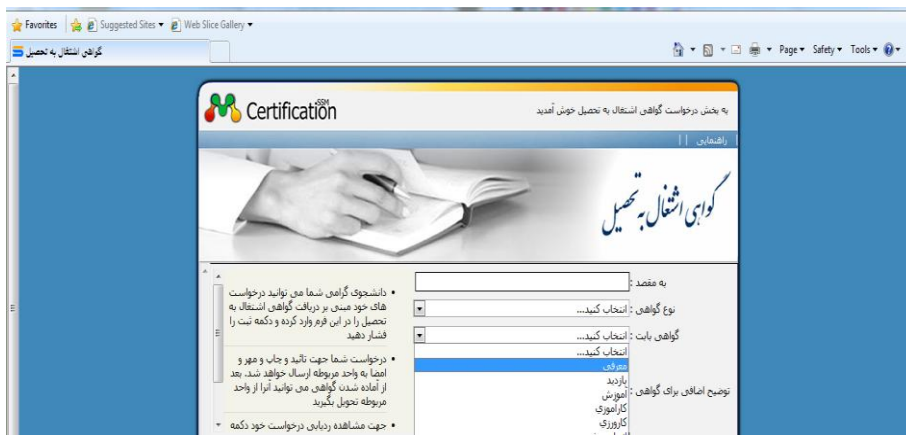 Favorites Suggested Sites Web Slice Gallery
گواهی اشتغال به تحصیل
Page Safety Tools
Certification SSM
به بخش درخواست گواهی اشتغال به تحصیل خوش آمدید
راهنمایی | |
گواهی اشتغال به تحصیل
به مقصد :
نوع گواهی : انتخاب کنید...
گواهی بابت : انتخاب کنید...
انتخاب کنید...
معرفی
بازدید
آموزش
کارآموزي
کارورزي
توضیح اضافی برای گواهی :
• دانشجوی گرامی شما می توانید درخواست
های خود مبنی بر دریافت گواهی اشتغال به
تحصیل را در این فرم وارد کرده و دکمه ثبت را
فشار دهید
• درخواست شما جهت تائید و چاپ و مهر و
امضا به واحد مربوطه ارسال خواهد شد. بعد
از آماده شدن گواهی می توانید آنرا از واحد
مربوطه تحویل بگیرید
• جهت مشاهده ردیابی درخواست خود دکمه